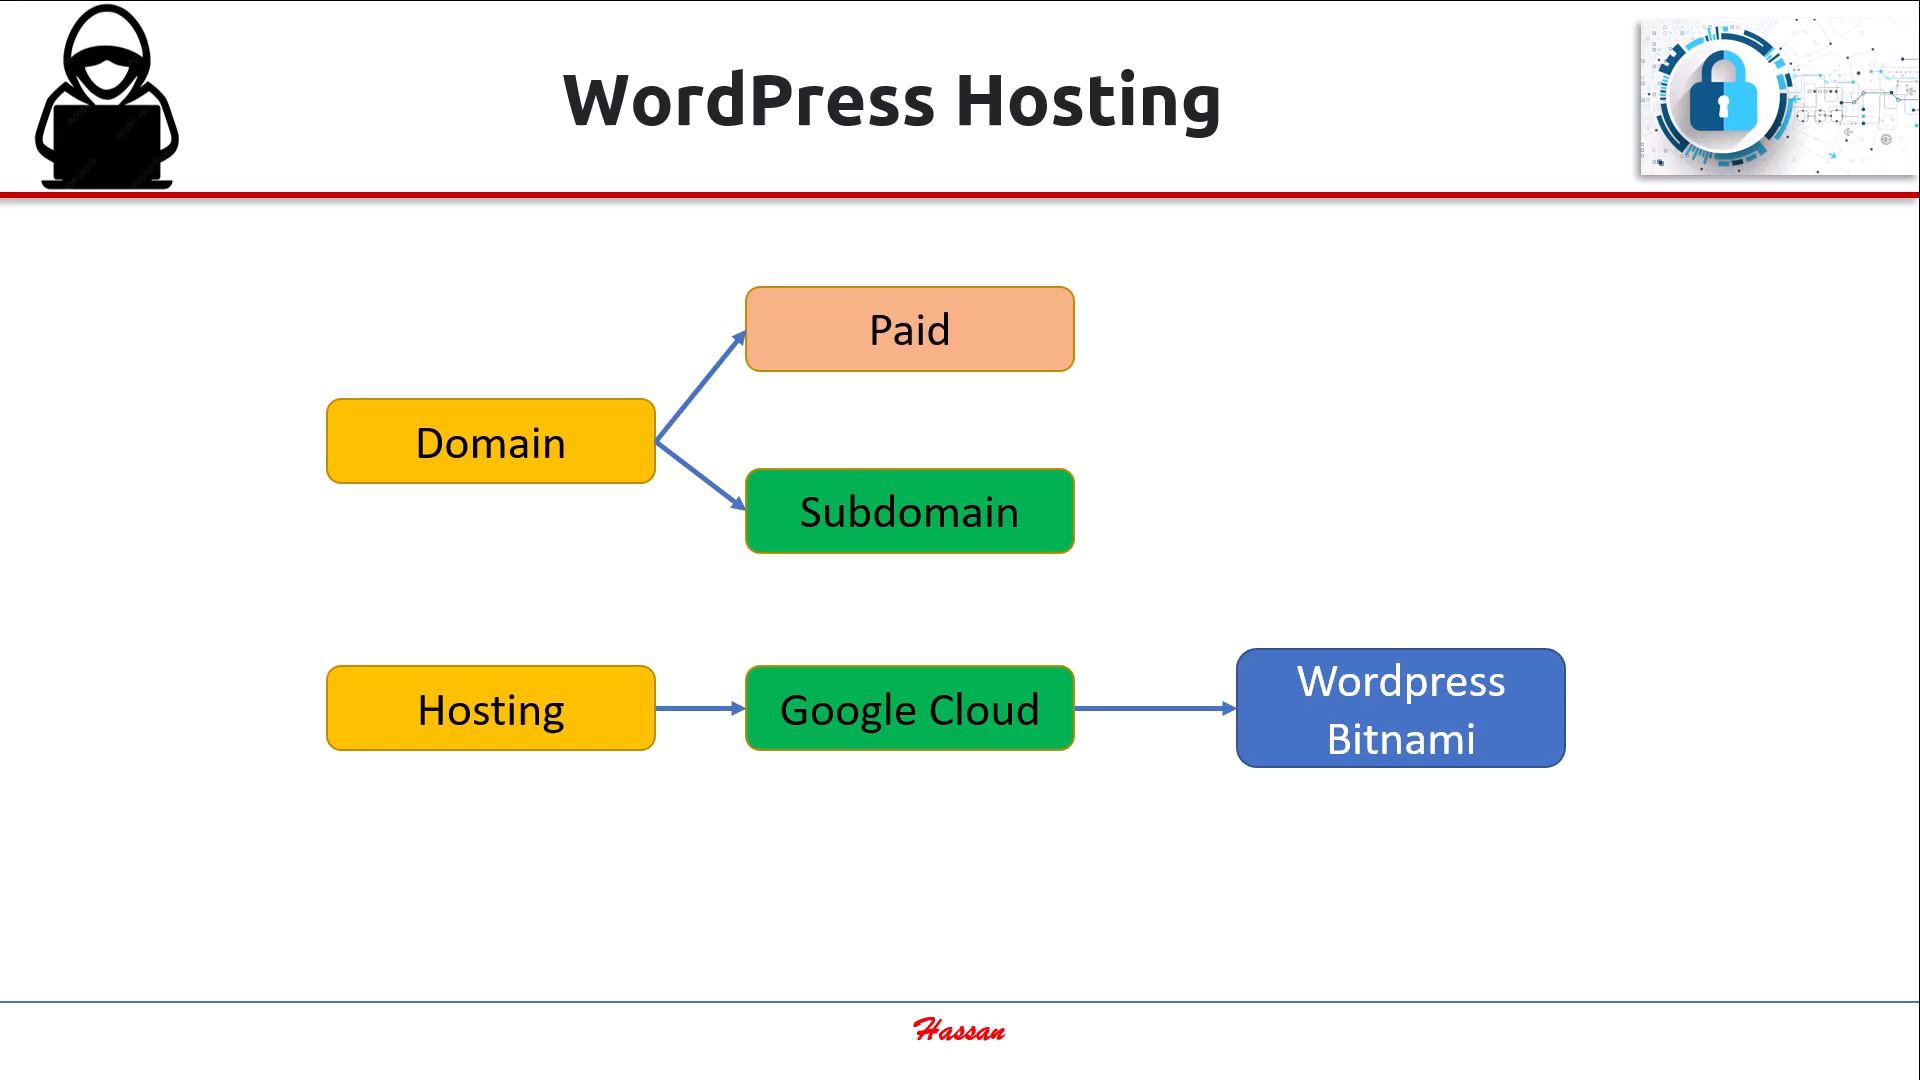 WordPress Hosting
Paid
Domain
Subdomain
Hosting
Google Cloud
Wordpress
Bitnami
Hassan